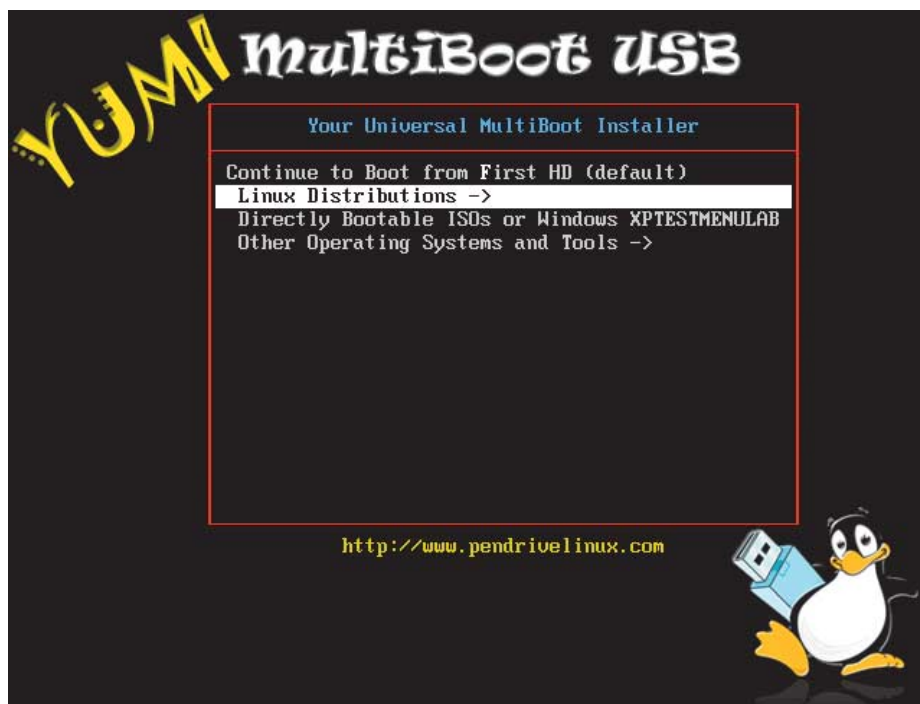 YUMI MultiBoot USB
Your Universal MultiBoot Installer
Continue to Boot from First HD (default)
Linux Distributions ->
Directly Bootable ISOs or Windows XPTESTMENULAB
Other Operating Systems and Tools ->
http://www.pendrivelinux.com